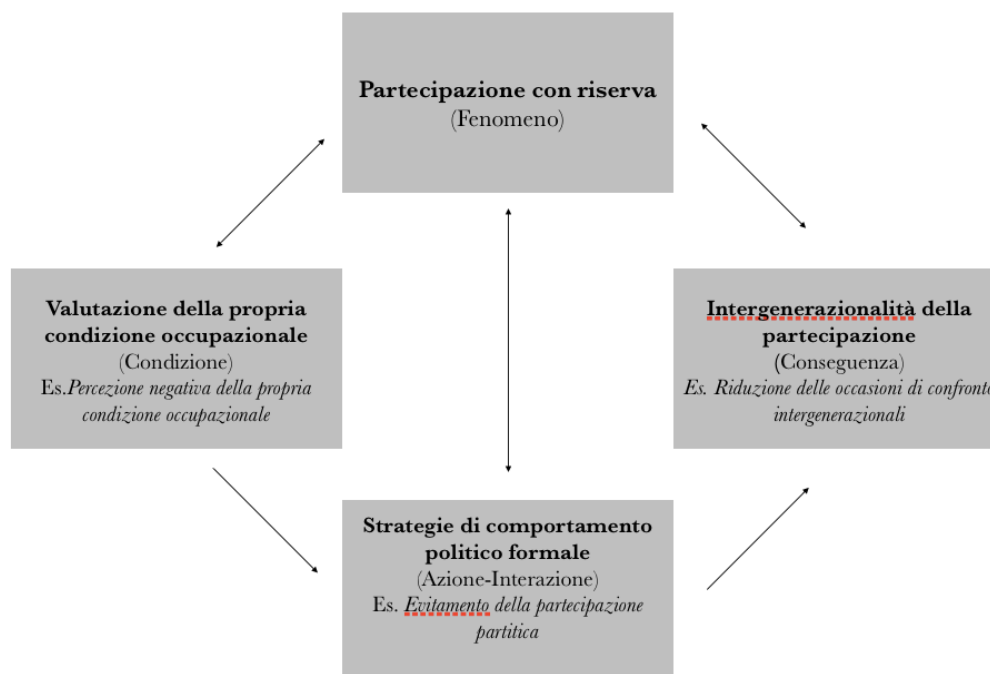 Partecipazione con riserva
(Fenomeno)
Valutazione della propria
condizione occupazionale
(Condizione)
Es.Percezione negativa della propria
condizione occupazionale
Intergenerazionalità della
partecipazione
(Conseguenza)
Es. Riduzione delle occasioni di confronto
intergenerazionali
Strategie di comportamento
politico formale
(Azione-Interazione)
Es. Evitamento della partecipazione
partitica